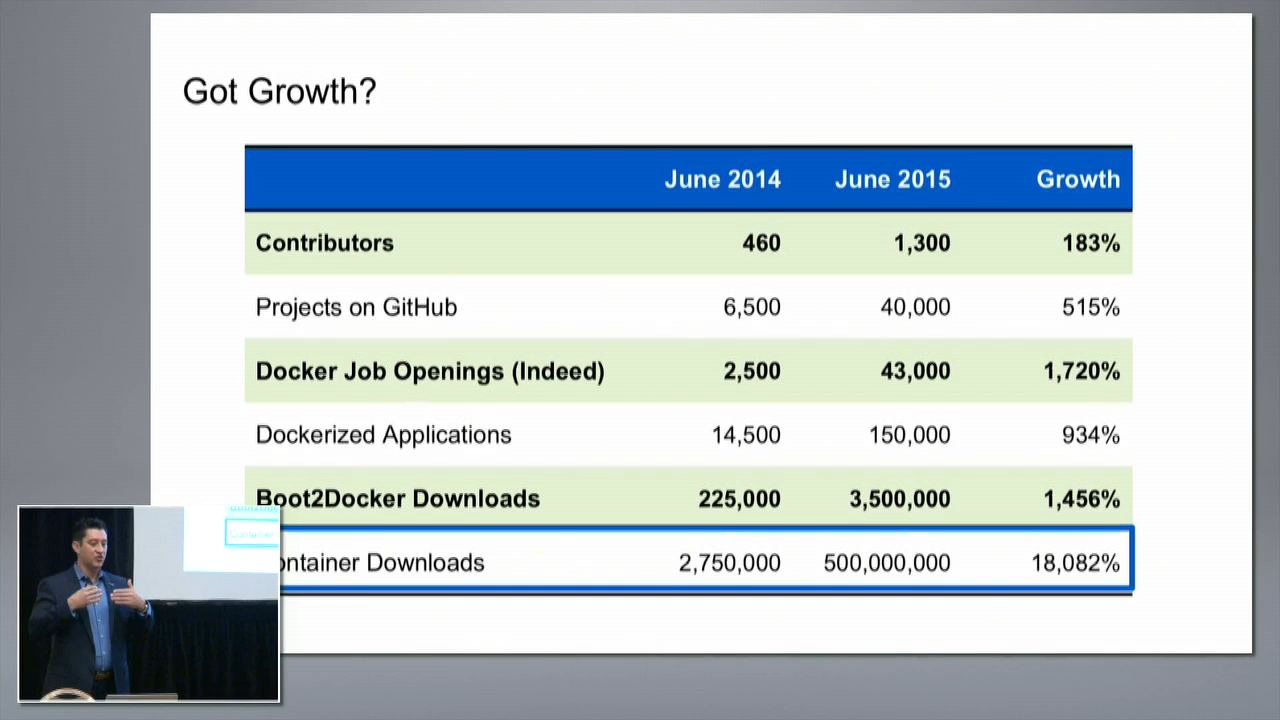 Got Growth?
June 2014 June 2015 Growth
Contributors 460 1,300 183%
Projects on GitHub 6,500 40,000 515%
Docker Job Openings (Indeed) 2,500 43,000 1,720%
Dockerized Applications 14,500 150,000 934%
Boot2Docker Downloads 225,000 3,500,000 1,456%
ontainer Downloads 2,750,000 500,000,000 18,082%
Container